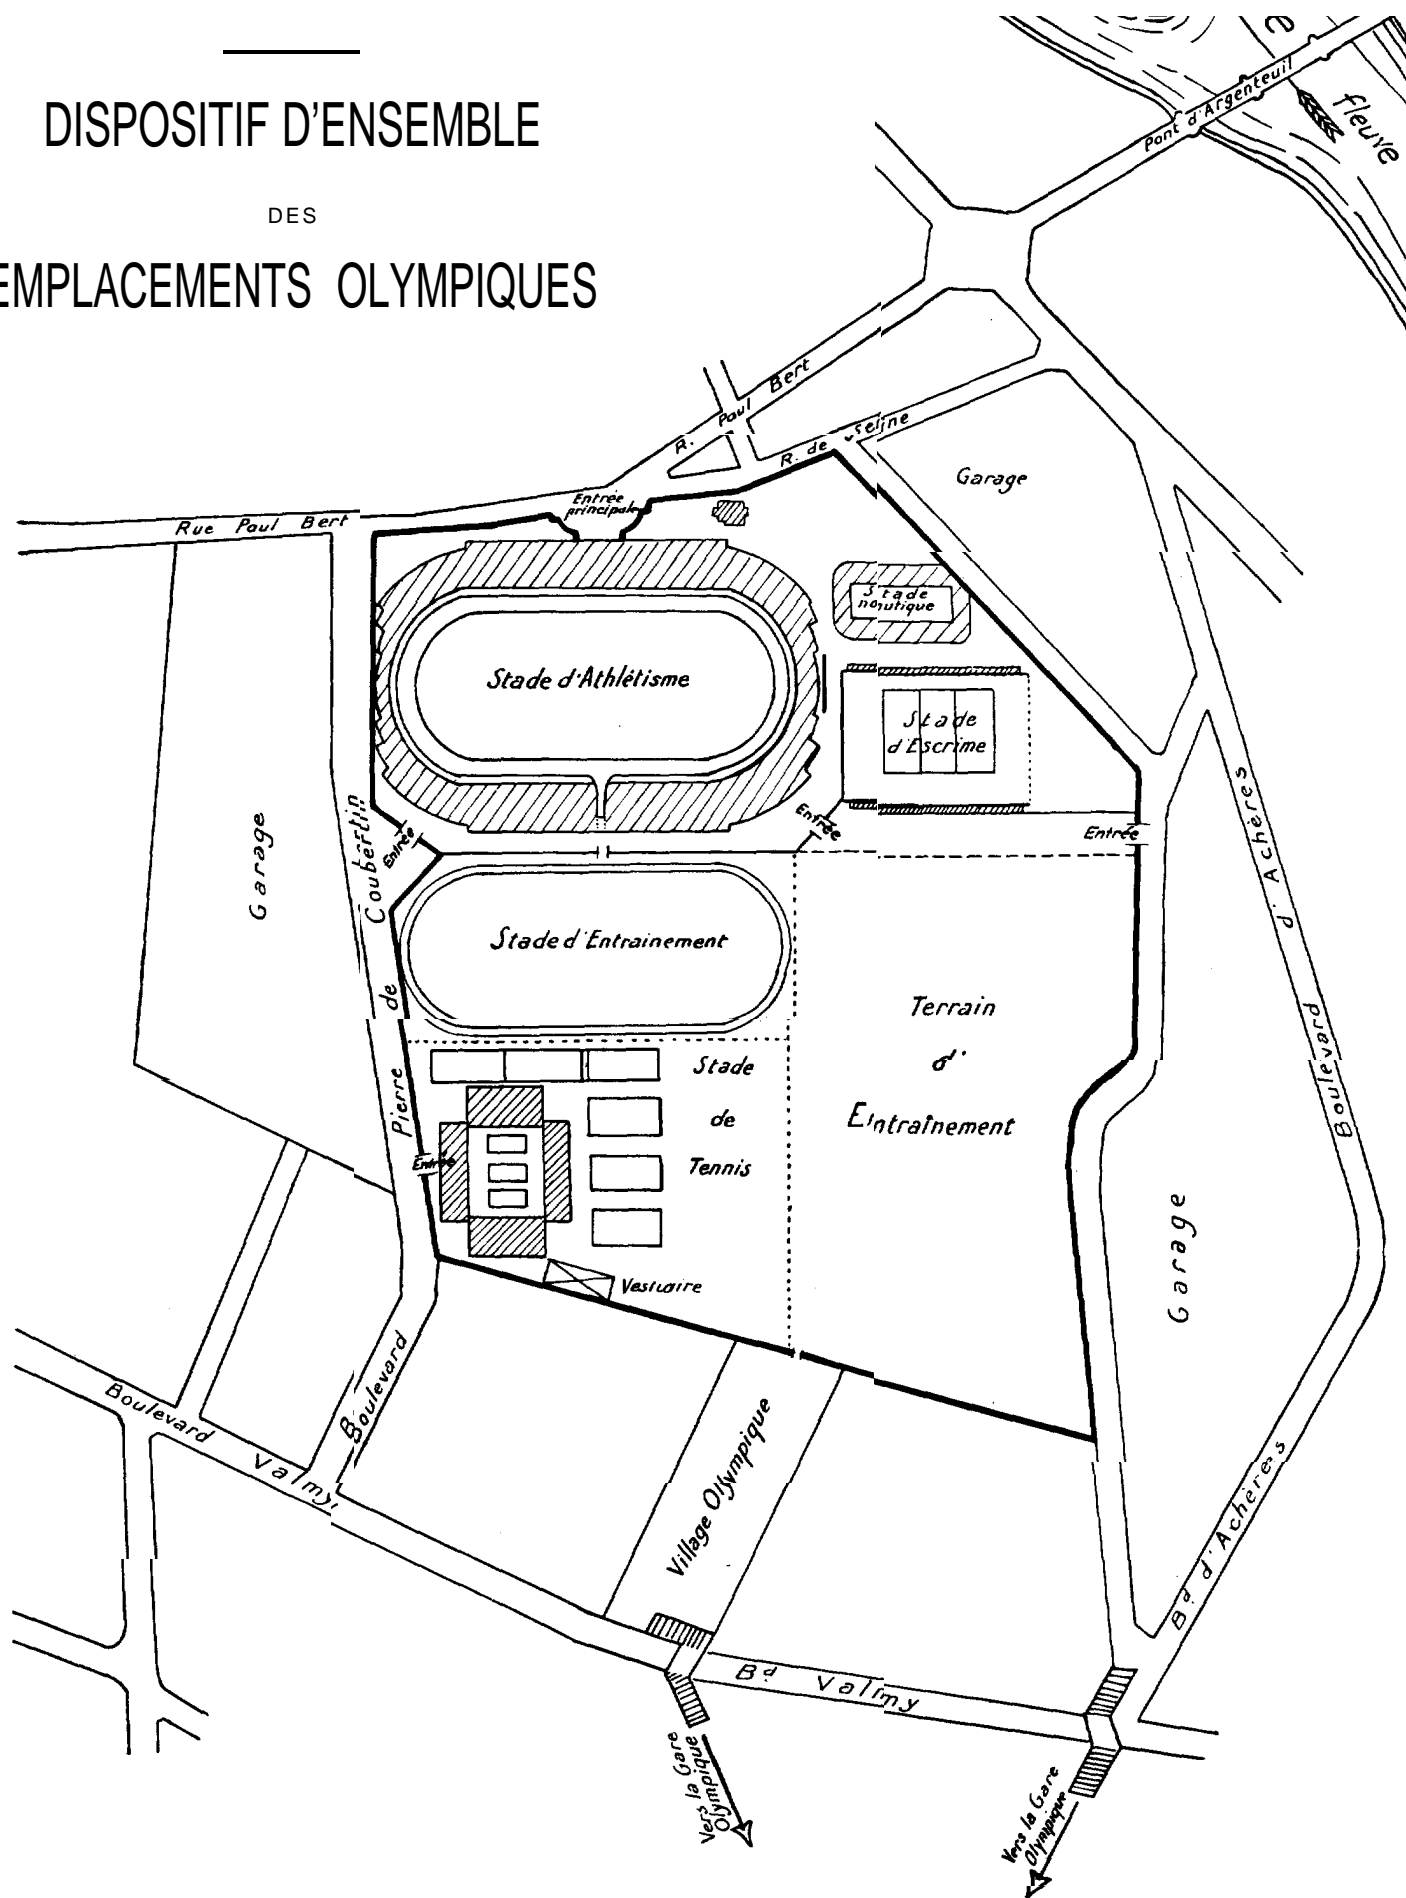 DISPOSITIF D'ENSEMBLE
DES
EMPLACEMENTS OLYMPIQUES
Pont d'Argenteuil
fleuve
R. Paul Bert
R. de Seine
Garage
Rue Paul Bert
Entrée
principale
Stade
nautique
Stade d'Athlétisme
Stade
d'Escrime
Entrée
Entrée
Entrée
Garage
Boulevard Pierre de Coubertin
Boulevard d'Achères
Stade d'Entrainement
Terrain
d'
Entraînement
Stade
de
Tennis
Entrée
Vestiaire
Garage
Boulevard Valmy
Village Olympique
Bd d'Achères
Bd Valmy
Vers la Gare
Olympique
Vers la Gare
Olympique